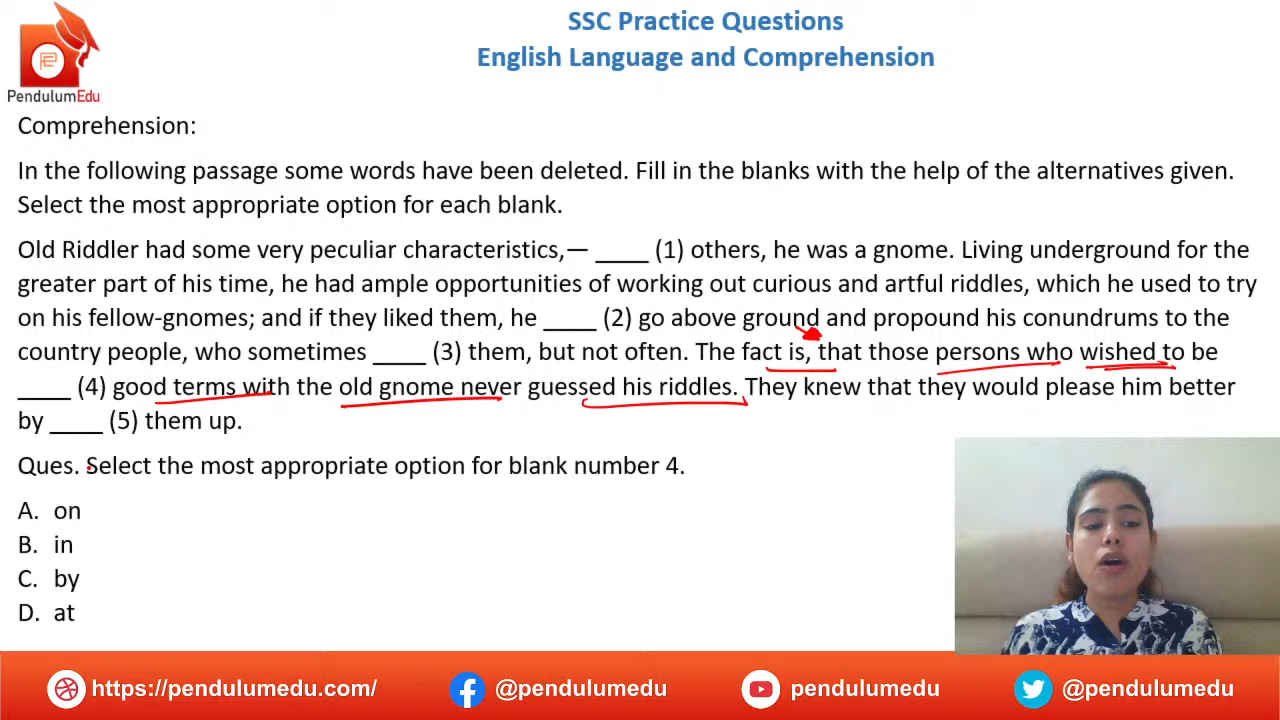 SSC Practice Questions
English Language and Comprehension
PendulumEdu
Comprehension:
In the following passage some words have been deleted. Fill in the blanks with the help of the alternatives given.
Select the most appropriate option for each blank.
Old Riddler had some very peculiar characteristics,— ____ (1) others, he was a gnome. Living underground for the
greater part of his time, he had ample opportunities of working out curious and artful riddles, which he used to try
on his fellow-gnomes; and if they liked them, he ____ (2) go above ground and propound his conundrums to the
country people, who sometimes ____ (3) them, but not often. The fact is, that those persons who wished to be
____ (4) good terms with the old gnome never guessed his riddles. They knew that they would please him better
by ____ (5) them up.
Ques. Select the most appropriate option for blank number 4.
A. on
B. in
C. by
D. at
https://pendulumedu.com/ @pendulumedu pendulumedu @pendulumedu